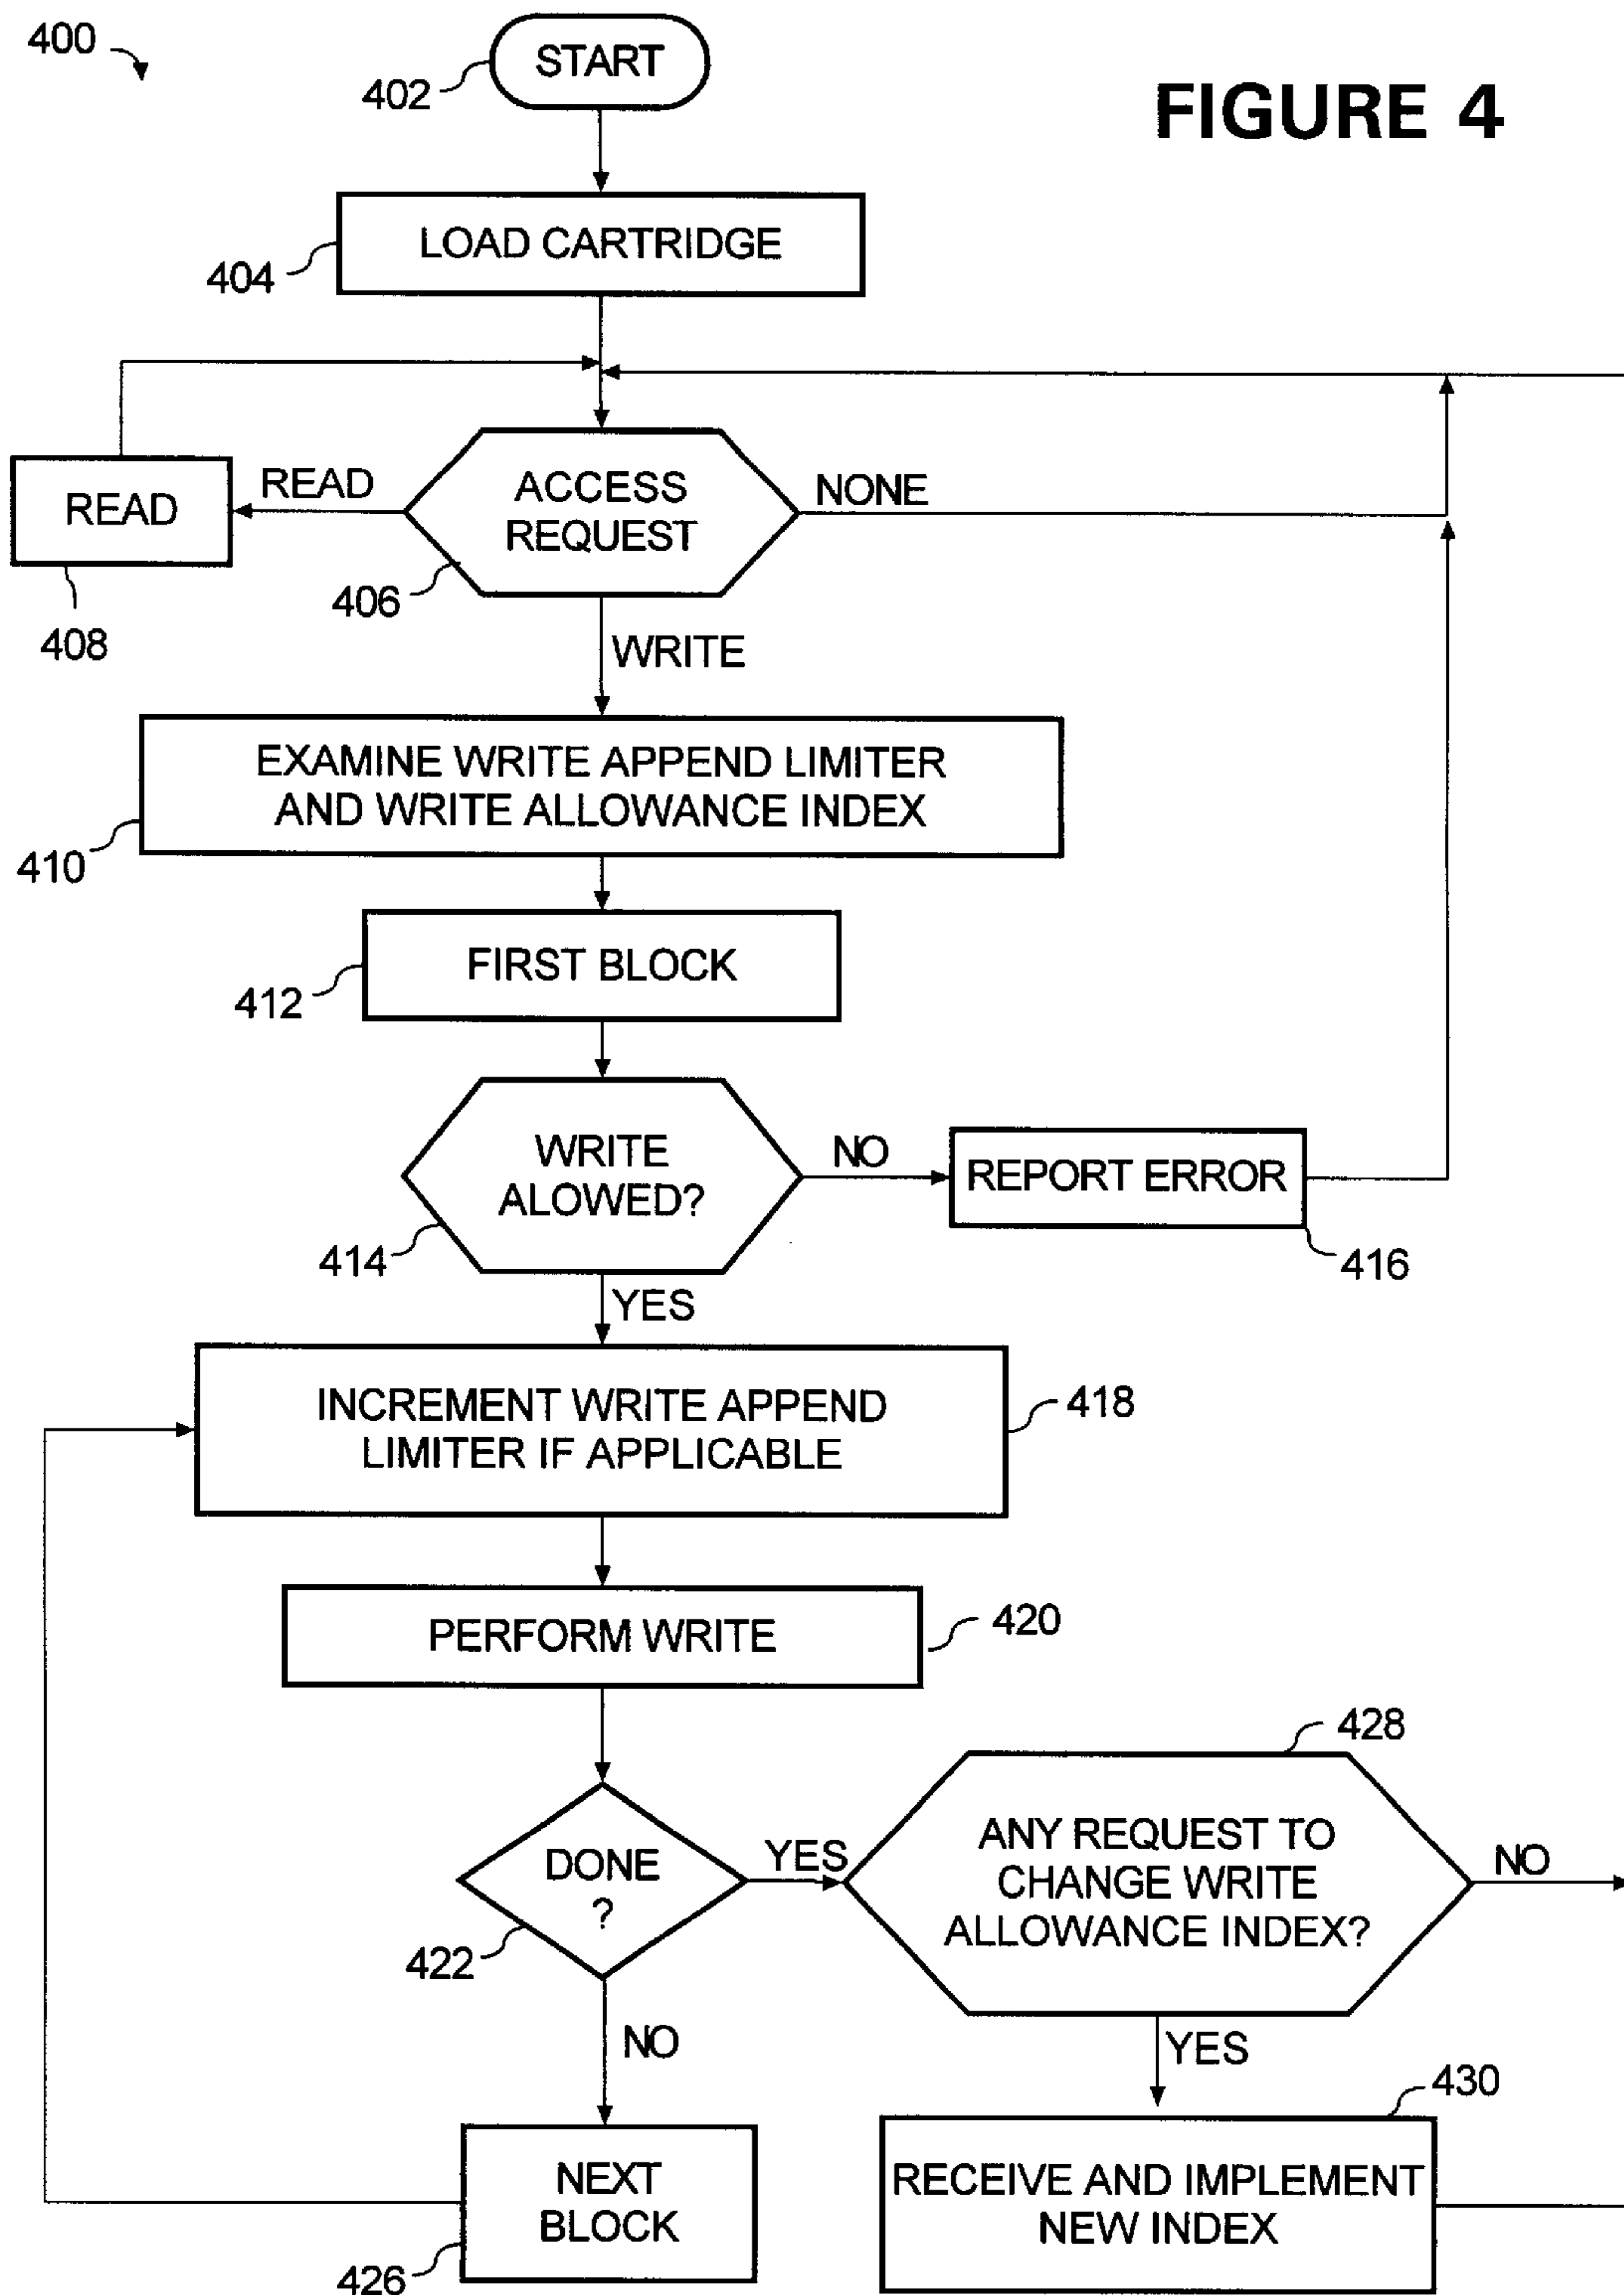 400
START
402
FIGURE 4
LOAD CARTRIDGE
404
READ
READ
ACCESS
REQUEST
NONE
406
408
WRITE
EXAMINE WRITE APPEND LIMITER
AND WRITE ALLOWANCE INDEX
410
FIRST BLOCK
412
WRITE
ALOWED?
NO
REPORT ERROR
414
416
YES
INCREMENT WRITE APPEND
LIMITER IF APPLICABLE
418
PERFORM WRITE
420
428
DONE
?
YES
422
ANY REQUEST TO
CHANGE WRITE
ALLOWANCE INDEX?
NO
NO
YES
430
NEXT
BLOCK
426
RECEIVE AND IMPLEMENT
NEW INDEX